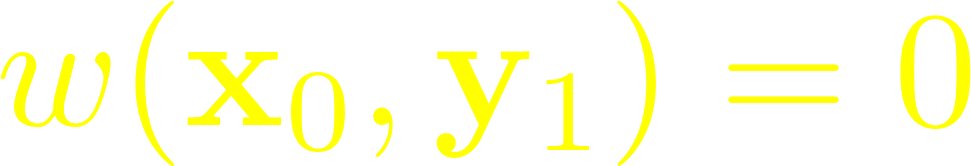 w(𝐱₀, 𝐲₁) = 0